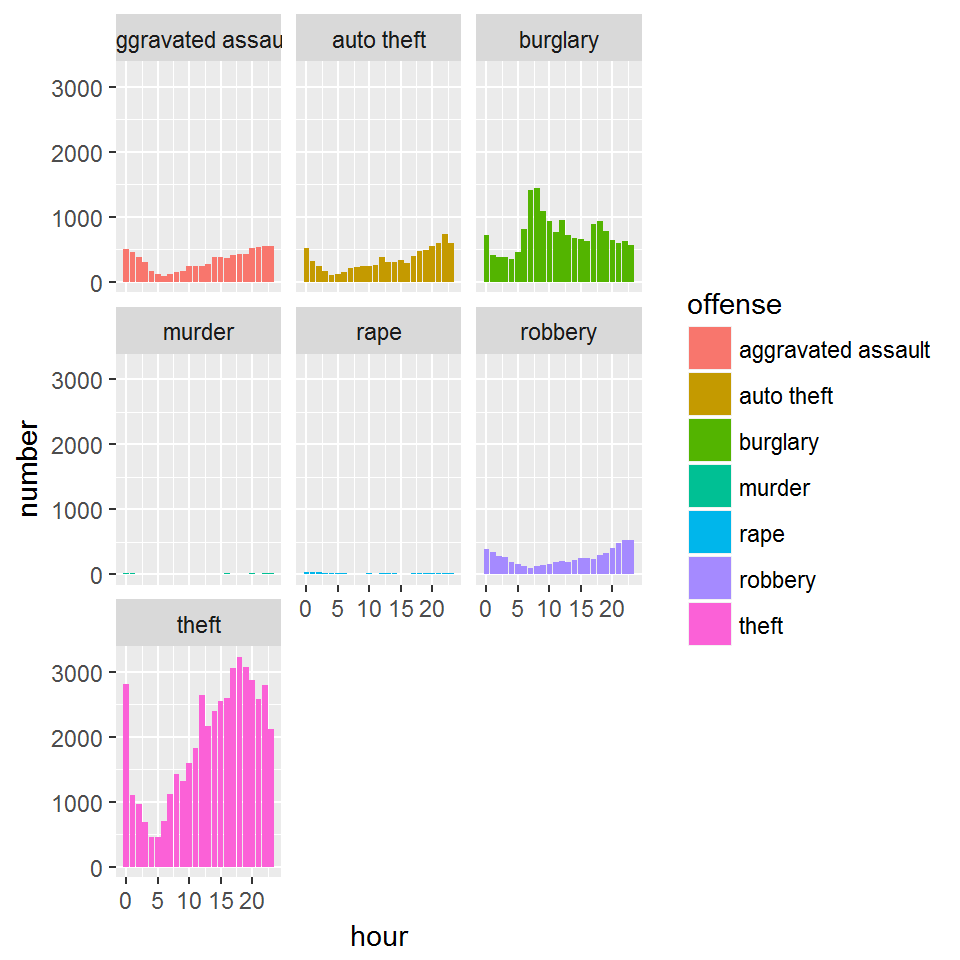 ggravated assau
auto theft
burglary
3000
2000
1000
0
murder
rape
robbery
3000
2000
1000
0
0 5 10 15 20
0 5 10 15 20
theft
3000
2000
1000
0
0 5 10 15 20
number
hour
offense
aggravated assault
auto theft
burglary
murder
rape
robbery
theft